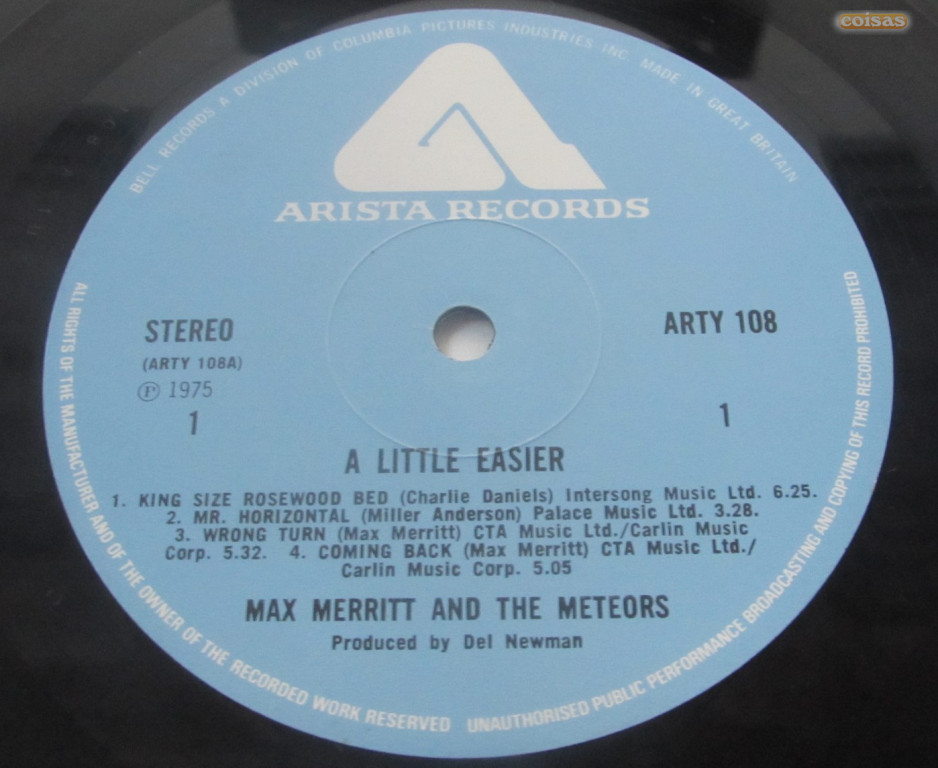 coisas
BELL RECORDS A DIVISION OF COLUMBIA PICTURES INDUSTRIES INC. MADE IN GREAT BRITAIN
ARISTA RECORDS
STEREO
ARTY 108
(ARTY 108A)
Ⓟ 1975
1
1
A LITTLE EASIER
1. KING SIZE ROSEWOOD BED (Charlie Daniels) Intersong Music Ltd. 6.25.
2. MR. HORIZONTAL (Miller Anderson) Palace Music Ltd. 3.28.
3. WRONG TURN (Max Merritt) CTA Music Ltd./Carlin Music
Corp. 5.32. 4. COMING BACK (Max Merritt) CTA Music Ltd./
Carlin Music Corp. 5.05
MAX MERRITT AND THE METEORS
Produced by Del Newman
ALL RIGHTS OF THE MANUFACTURER AND OF THE OWNER OF THE RECORDED WORK RESERVED UNAUTHORISED PUBLIC PERFORMANCE BROADCASTING AND COPYING OF THIS RECORD PROHIBITED